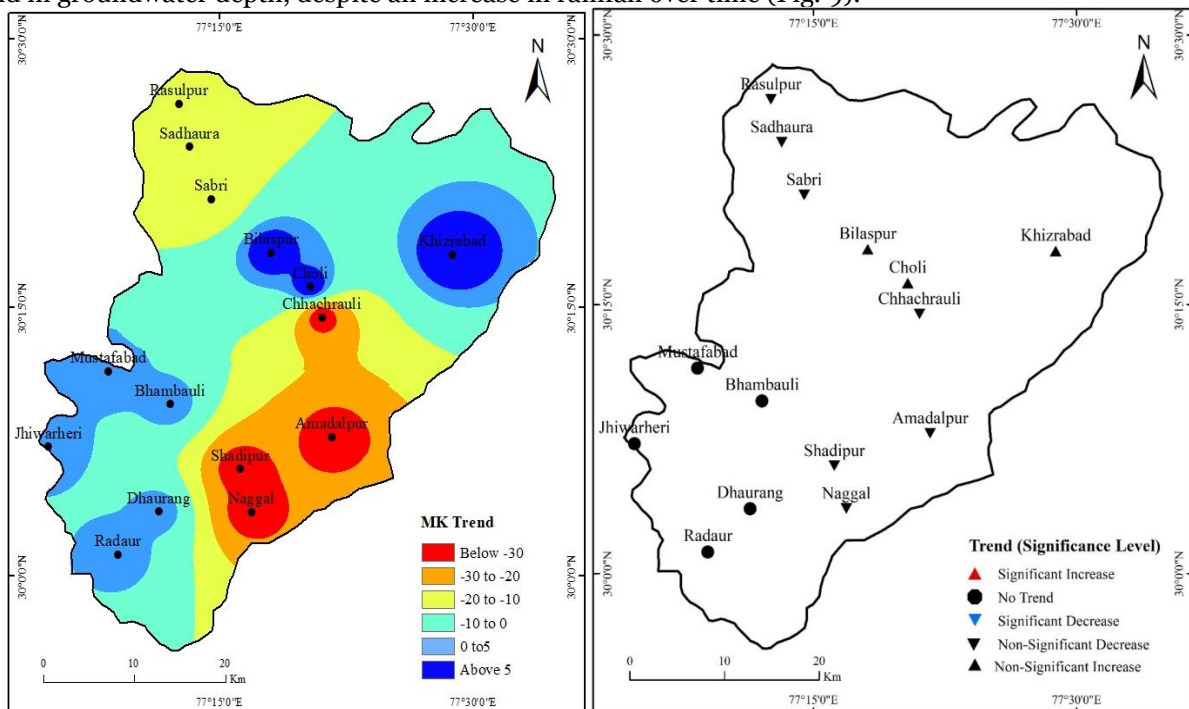 in groundwater depth, despite an increase in rainfall over time (Fig. 9).
77°15'0"E 77°30'0"E
30°30'0"N 30°30'0"N
N
Rasulpur
Sadhaura
Sabri
Bilaspur
Khizrabad
Choli
Chhachrauli
30°15'0"N 30°15'0"N
Mustafabad
Bhambauli
Jhiwarheri
Amadalpur
Shadipur
Dhaurang
Naggal
Radaur
30°0'0"N 30°0'0"N
MK Trend
Below -30
-30 to -20
-20 to -10
-10 to 0
0 to5
Above 5
0 10 20
Km
77°15'0"E 77°30'0"E
77°15'0"E 77°30'0"E
30°30'0"N 30°30'0"N
N
Rasulpur
Sadhaura
Sabri
Bilaspur
Khizrabad
Choli
Chhachrauli
30°15'0"N 30°15'0"N
Mustafabad
Bhambauli
Jhiwarheri
Amadalpur
Shadipur
Dhaurang
Naggal
Radaur
30°0'0"N 30°0'0"N
Trend (Significance Level)
Significant Increase
No Trend
Significant Decrease
Non-Significant Decrease
Non-Significant Increase
0 10 20
Km
77°15'0"E 77°30'0"E